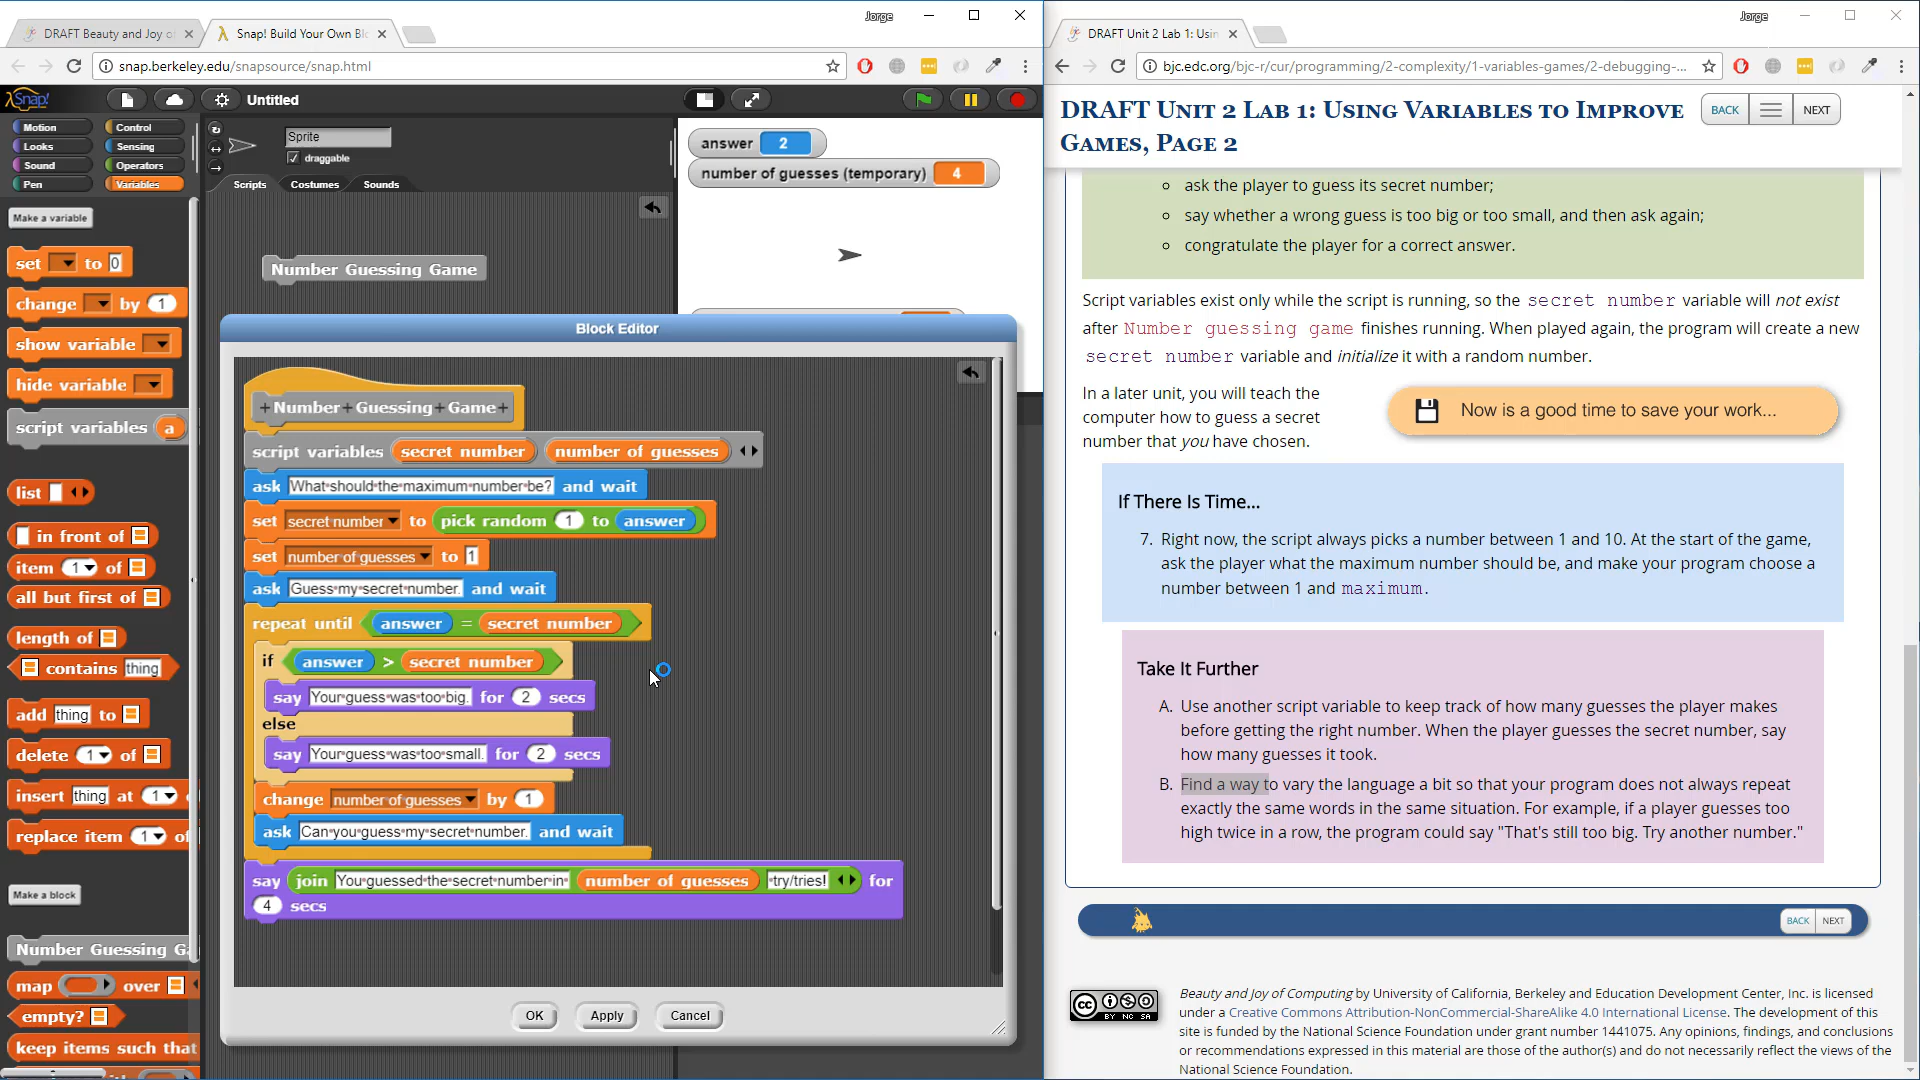 Jorge
DRAFT Beauty and Joy o
Snap! Build Your Own Blo
snap.berkeley.edu/snapsource/snap.html
Snap!
Untitled
Motion
Control
Looks
Sensing
Sound
Operators
Pen
Variables
Sprite
draggable
Scripts
Costumes
Sounds
Make a variable
set to 0
change by 1
show variable
hide variable
script variables a
list
in front of
item 1 of
all but first of
length of
contains thing
add thing to
delete 1 of
insert thing at 1
replace item 1 of
Make a block
Number Guessing Ga
map over
empty?
keep items such that
Number Guessing Game
answer 2
number of guesses (temporary) 4
Block Editor
+Number+Guessing+Game+
script variables secret number number of guesses
ask What should the maximum number be? and wait
set secret number to pick random 1 to answer
set number of guesses to 1
ask Guess my secret number. and wait
repeat until answer = secret number
if answer > secret number
say Your guess was too big. for 2 secs
else
say Your guess was too small. for 2 secs
change number of guesses by 1
ask Can you guess my secret number. and wait
say join You guessed the secret number in number of guesses try/tries! for
4 secs
OK
Apply
Cancel
Jorge
DRAFT Unit 2 Lab 1: Usin
bjc.edc.org/bjc-r/cur/programming/2-complexity/1-variables-games/2-debugging-...
DRAFT Unit 2 Lab 1: Using Variables to Improve
Games, Page 2
BACK
NEXT
ask the player to guess its secret number;
say whether a wrong guess is too big or too small, and then ask again;
congratulate the player for a correct answer.
Script variables exist only while the script is running, so the secret number variable will not exist
after Number guessing game finishes running. When played again, the program will create a new
secret number variable and initialize it with a random number.
In a later unit, you will teach the
computer how to guess a secret
number that you have chosen.
Now is a good time to save your work...
If There Is Time...
7. Right now, the script always picks a number between 1 and 10. At the start of the game,
ask the player what the maximum number should be, and make your program choose a
number between 1 and maximum.
Take It Further
A. Use another script variable to keep track of how many guesses the player makes
before getting the right number. When the player guesses the secret number, say
how many guesses it took.
B. Find a way to vary the language a bit so that your program does not always repeat
exactly the same words in the same situation. For example, if a player guesses too
high twice in a row, the program could say "That's still too big. Try another number."
BACK
NEXT
cc
BY NC SA
Beauty and Joy of Computing by University of California, Berkeley and Education Development Center, Inc. is licensed
under a Creative Commons Attribution-NonCommercial-ShareAlike 4.0 International License. The development of
this site is funded by the National Science Foundation under grant number 1441075. Any opinions, findings, and conclusions
or recommendations expressed in this material are those of the author(s) and do not necessarily reflect the views of the
National Science Foundation.